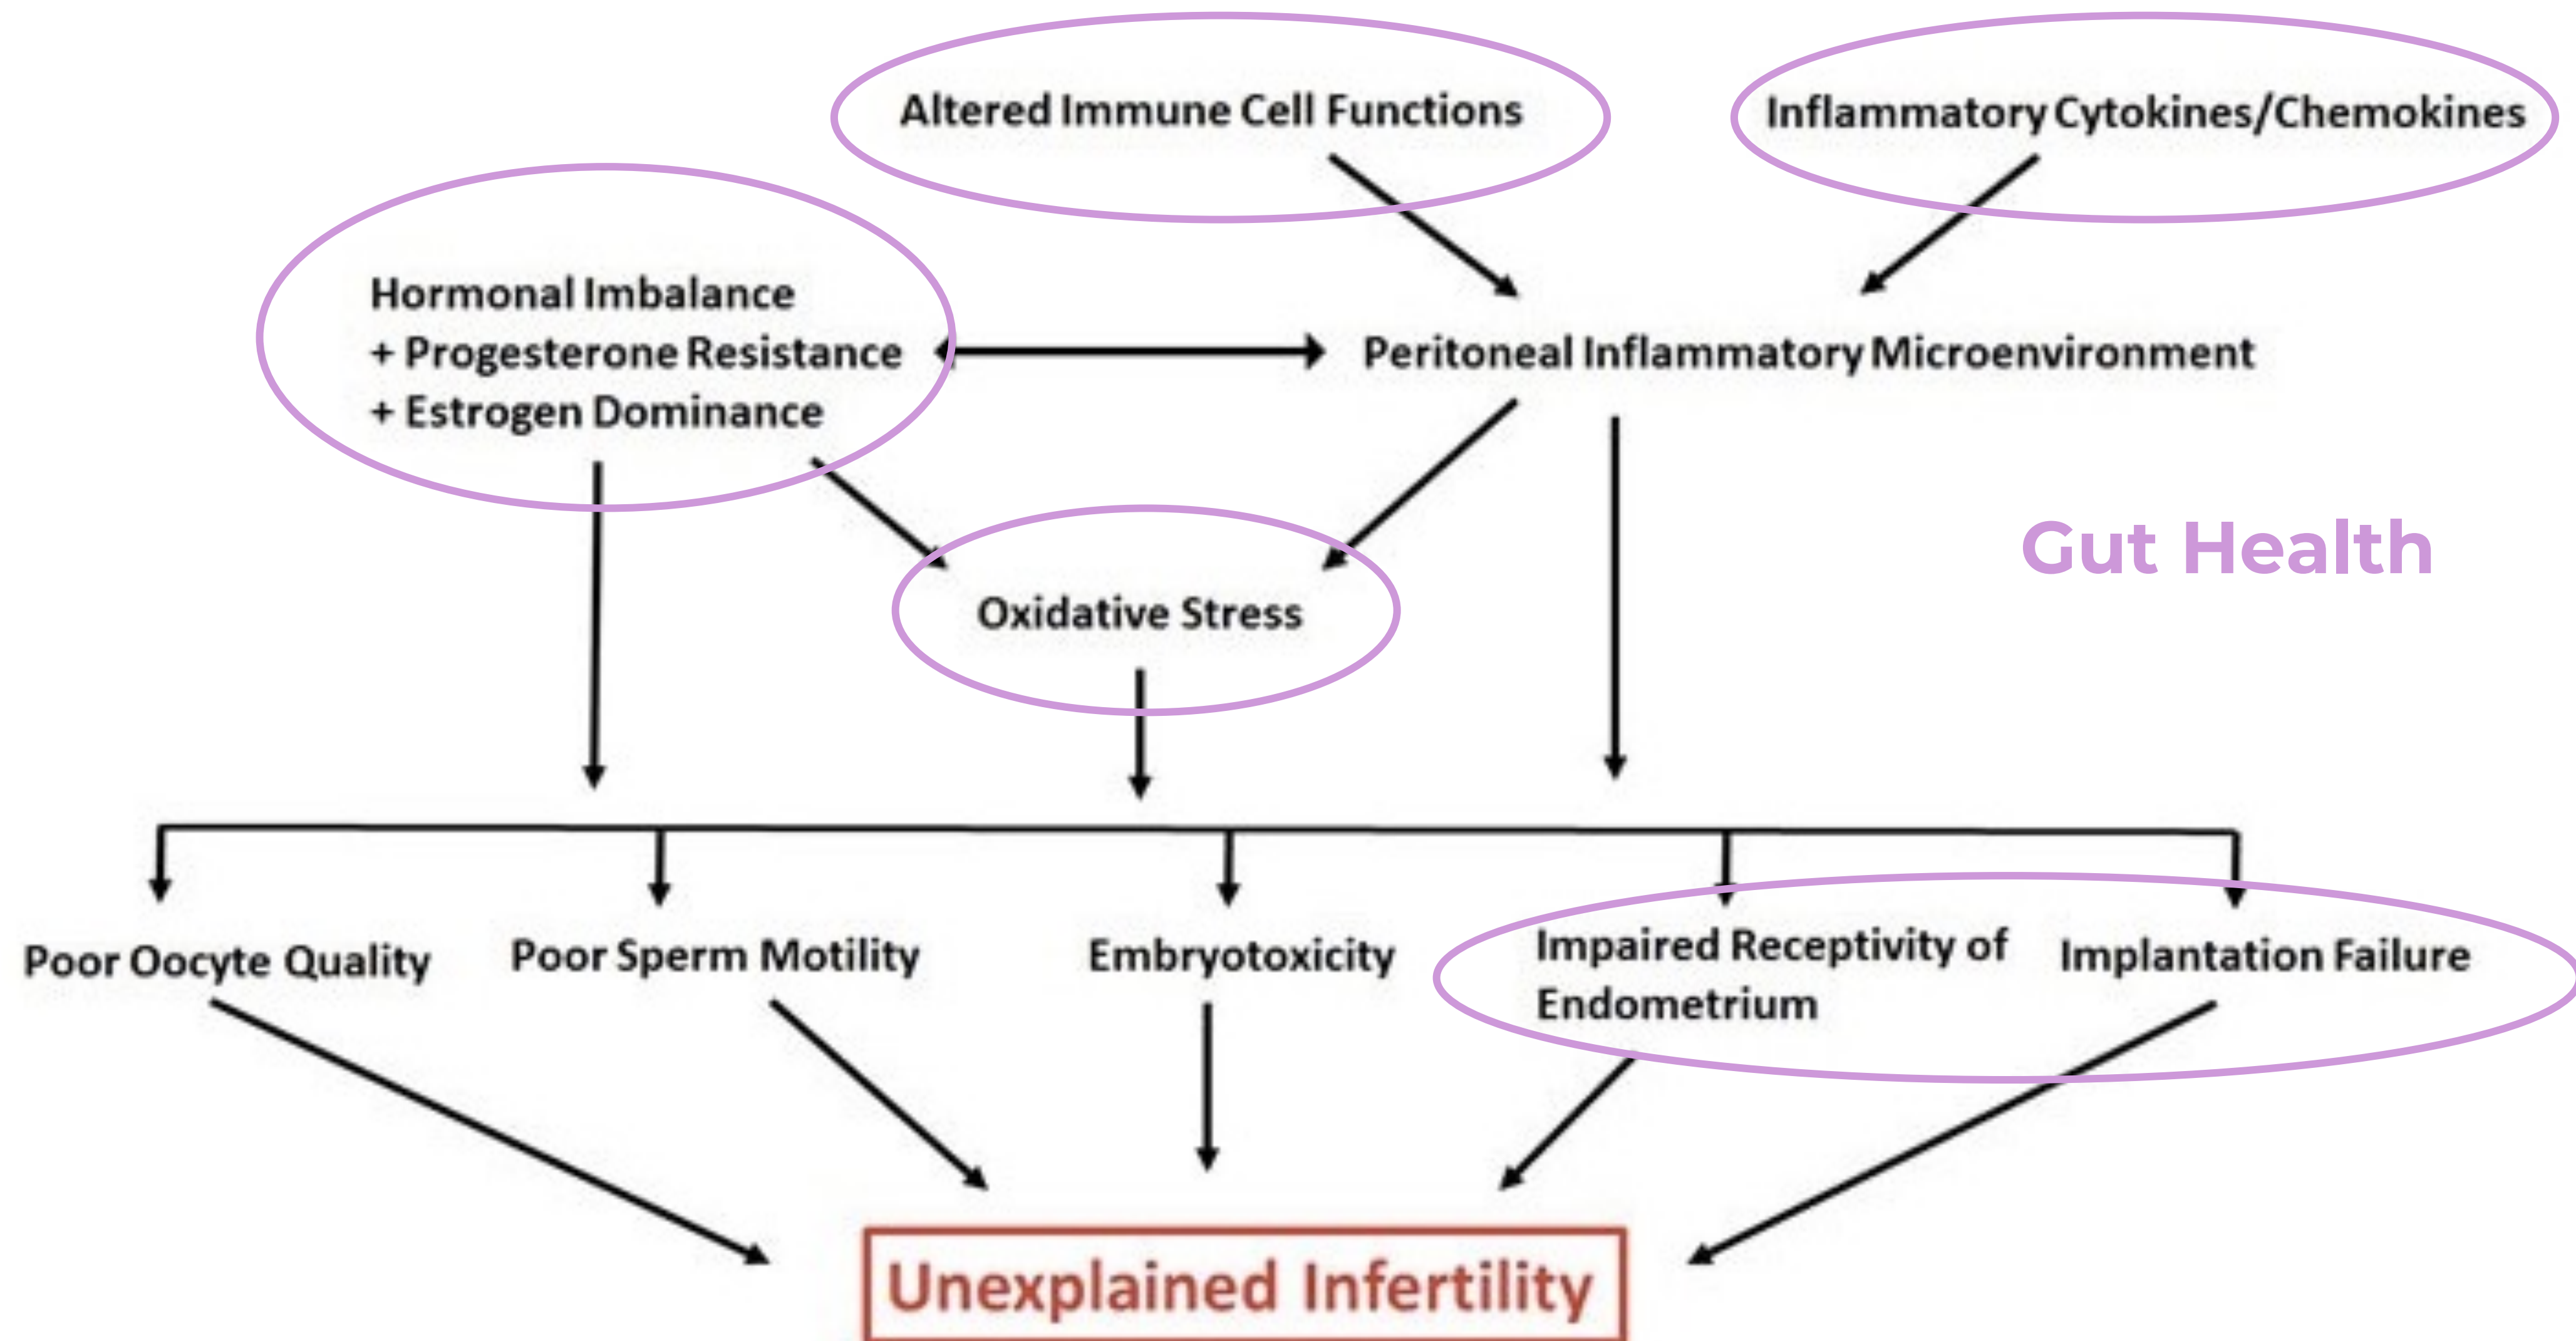 Altered Immune Cell Functions
Inflammatory Cytokines/Chemokines
Hormonal Imbalance
+ Progesterone Resistance
+ Estrogen Dominance
Peritoneal Inflammatory Microenvironment
Gut Health
Oxidative Stress
Poor Oocyte Quality
Poor Sperm Motility
Embryotoxicity
Impaired Receptivity of
Endometrium
Implantation Failure
Unexplained Infertility